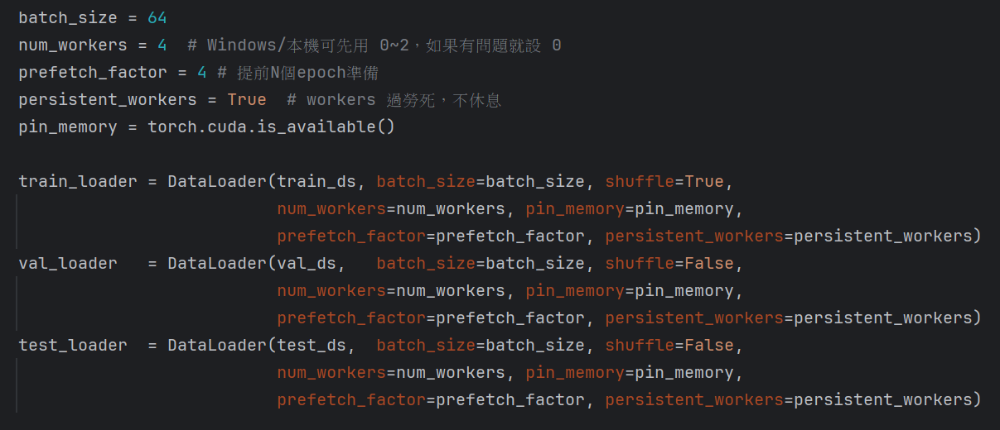 batch_size = 64
num_workers = 4  # Windows/本機可先用 0~2，如果有問題就設 0
prefetch_factor = 4 # 提前N個epoch準備
persistent_workers = True  # workers 過勞死，不休息
pin_memory = torch.cuda.is_available()
train_loader = DataLoader(train_ds, batch_size=batch_size, shuffle=True,
num_workers=num_workers, pin_memory=pin_memory,
prefetch_factor=prefetch_factor, persistent_workers=persistent_workers)
val_loader   = DataLoader(val_ds,   batch_size=batch_size, shuffle=False,
num_workers=num_workers, pin_memory=pin_memory,
prefetch_factor=prefetch_factor, persistent_workers=persistent_workers)
test_loader  = DataLoader(test_ds,  batch_size=batch_size, shuffle=False,
num_workers=num_workers, pin_memory=pin_memory,
prefetch_factor=prefetch_factor, persistent_workers=persistent_workers)